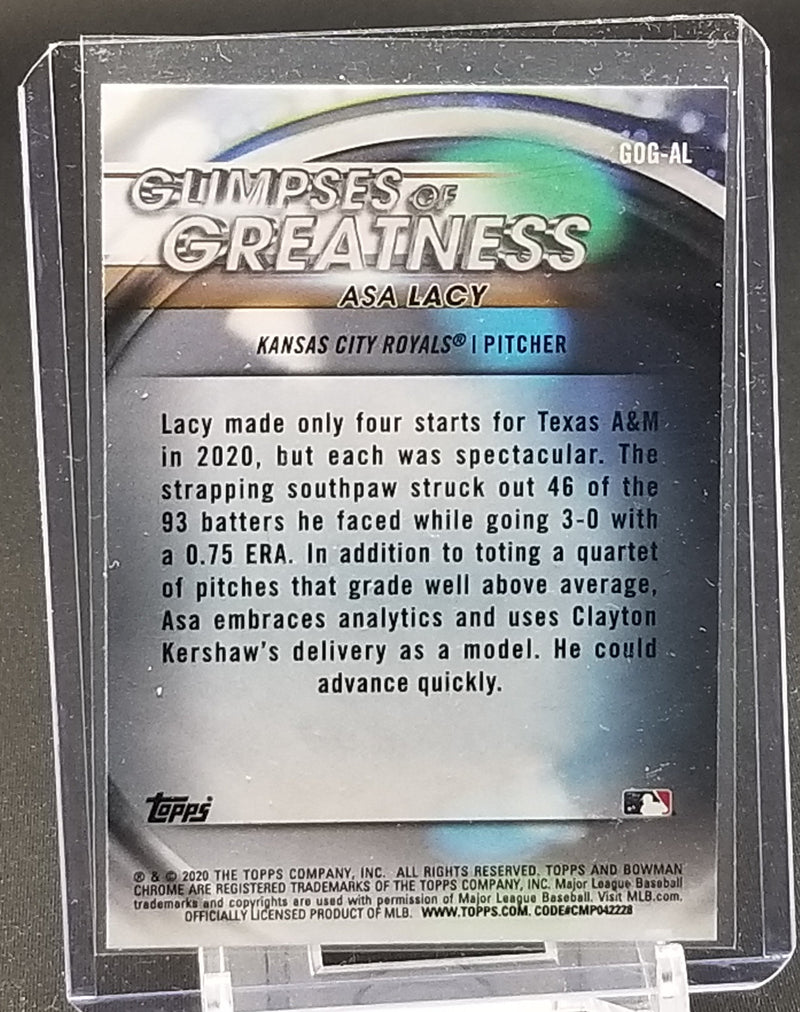 GOG-AL
GLIMPSES OF
GREATNESS
ASA LACY
KANSAS CITY ROYALS® | PITCHER
Lacy made only four starts for Texas A&M
in 2020, but each was spectacular. The
strapping southpaw struck out 46 of the
93 batters he faced while going 3-0 with
a 0.75 ERA. In addition to toting a quartet
of pitches that grade well above average,
Asa embraces analytics and uses Clayton
Kershaw's delivery as a model. He could
advance quickly.
topps
® & © 2020 THE TOPPS COMPANY, INC. ALL RIGHTS RESERVED. TOPPS AND BOWMAN
CHROME ARE REGISTERED TRADEMARKS OF THE TOPPS COMPANY, INC. Major League Baseball
trademarks and copyrights are used with permission of Major League Baseball. Visit MLB.com.
OFFICIALLY LICENSED PRODUCT OF MLB. WWW.TOPPS.COM. CODE#CMP042228